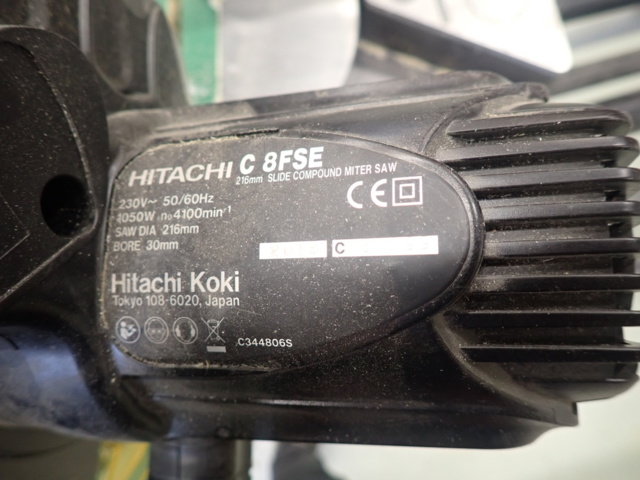 HITACHI C 8FSE
216mm SLIDE COMPOUND MITER SAW
230V~ 50/60Hz
1050W n₀4100min⁻¹
SAW DIA 216mm
BORE 30mm
CE
C
Hitachi Koki
Tokyo 108-6020, Japan
C344806S